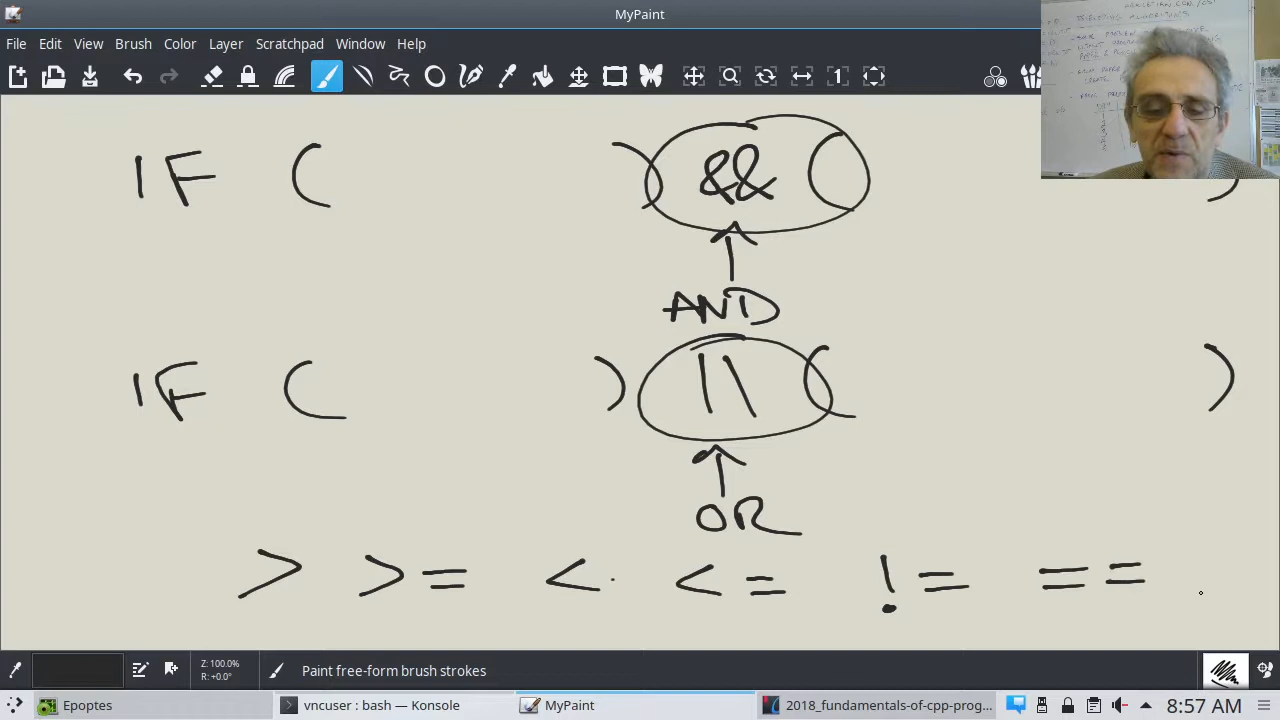 MyPaint
File Edit View Brush Color Layer Scratchpad Window Help
IF ( ) && ( )
AND
IF ( ) || ( )
OR
> >= < <= != ==
Z: 100.0%
R: +0.0°
Paint free-form brush strokes
Epoptes vncuser : bash — Konsole MyPaint 2018_fundamentals-of-cpp-prog... 8:57 AM